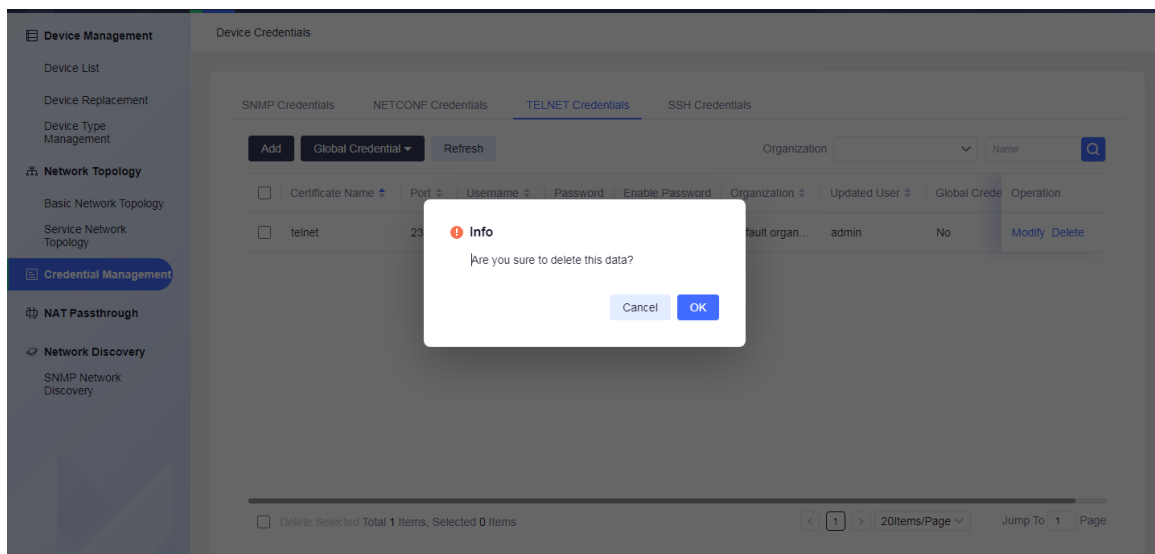 Device Management
Device List
Device Replacement
Device Type
Management
Network Topology
Basic Network Topology
Service Network
Topology
Credential Management
NAT Passthrough
Network Discovery
SNMP Network
Discovery
Device Credentials
SNMP Credentials NETCONF Credentials TELNET Credentials SSH Credentials
Add Global Credential Refresh Organization Name
Certificate Name Port Username Password Enable Password Organization Updated User Global Crede Operation
telnet 23 fault organ... admin No Modify Delete
Info
Are you sure to delete this data?
Cancel OK
Delete Selected Total 1 Items, Selected 0 Items < 1 > 20Items/Page Jump To 1 Page